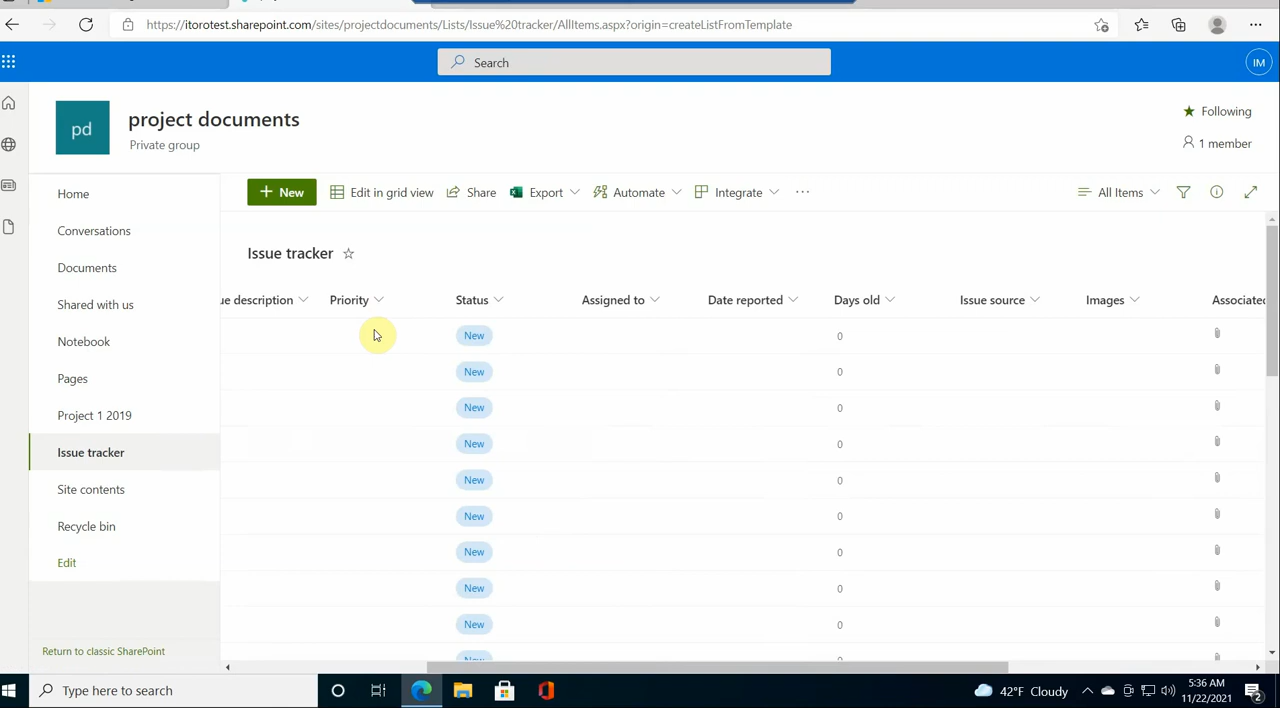 https://itorotest.sharepoint.com/sites/projectdocuments/Lists/Issue%20tracker/AllItems.aspx?origin=createListFromTemplate
Search
IM
pd
project documents
Private group
Following
1 member
Home
Conversations
Documents
Shared with us
Notebook
Pages
Project 1 2019
Issue tracker
Site contents
Recycle bin
Edit
Return to classic SharePoint
+ New Edit in grid view Share Export Automate Integrate ... All Items
Issue tracker
ue description Priority Status Assigned to Date reported Days old Issue source Images Associated
New 0
New 0
New 0
New 0
New 0
New 0
New 0
New 0
New 0
New 0
Type here to search
42°F Cloudy
5:36 AM
11/22/2021
2